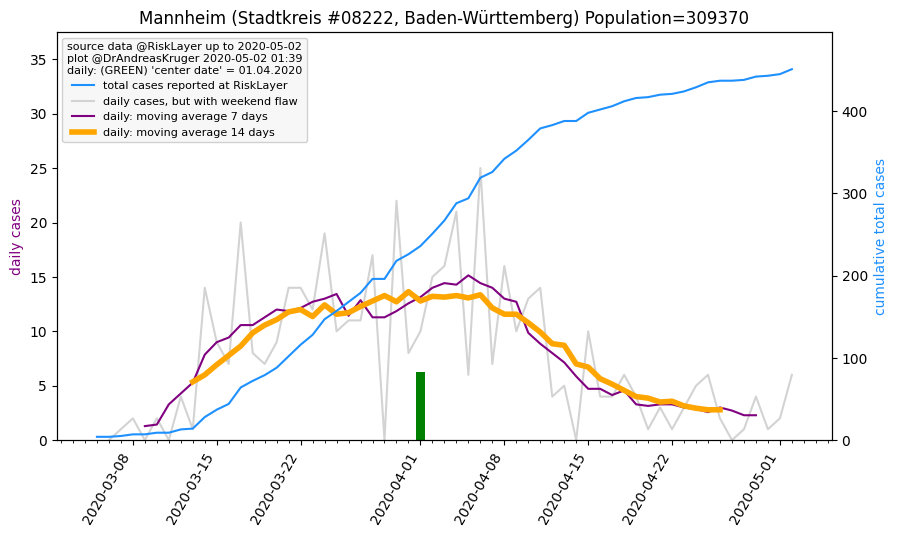 Mannheim (Stadtkreis #08222, Baden-Württemberg) Population=309370
source data @RiskLayer up to 2020-05-02
plot @DrAndreasKruger 2020-05-02 01:39
daily: (GREEN) 'center date' = 01.04.2020
total cases reported at RiskLayer
daily cases, but with weekend flaw
daily: moving average 7 days
daily: moving average 14 days
daily cases
35
30
25
20
15
10
5
0
cumulative total cases
400
300
200
100
0
2020-03-08
2020-03-15
2020-03-22
2020-04-01
2020-04-08
2020-04-15
2020-04-22
2020-05-01